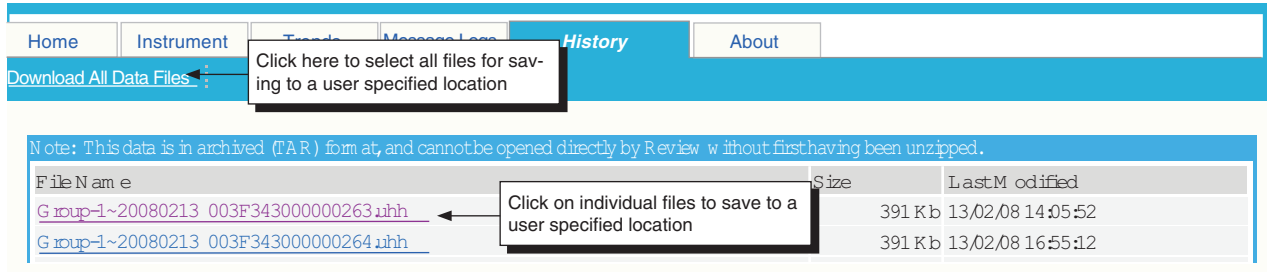 Home Instrument Trends Message Logs History About
Click here to select all files for sav-
ing to a user specified location
Download All Data Files
Note: This data is in archived (TAR) format, and cannot be opened directly by Review without first having been unzipped.
File Name Size Last Modified
Click on individual files to save to a
user specified location
Group-1~20080213 003F343000000263.uhh 391 Kb 13/02/08 14:05:52
Group-1~20080213 003F343000000264.uhh 391 Kb 13/02/08 16:55:12